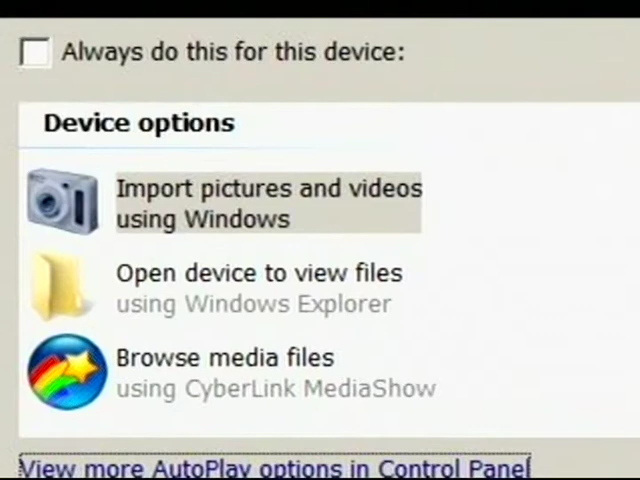 Always do this for this device:
Device options
Import pictures and videos
using Windows
Open device to view files
using Windows Explorer
Browse media files
using CyberLink MediaShow
View more AutoPlay options in Control Panel